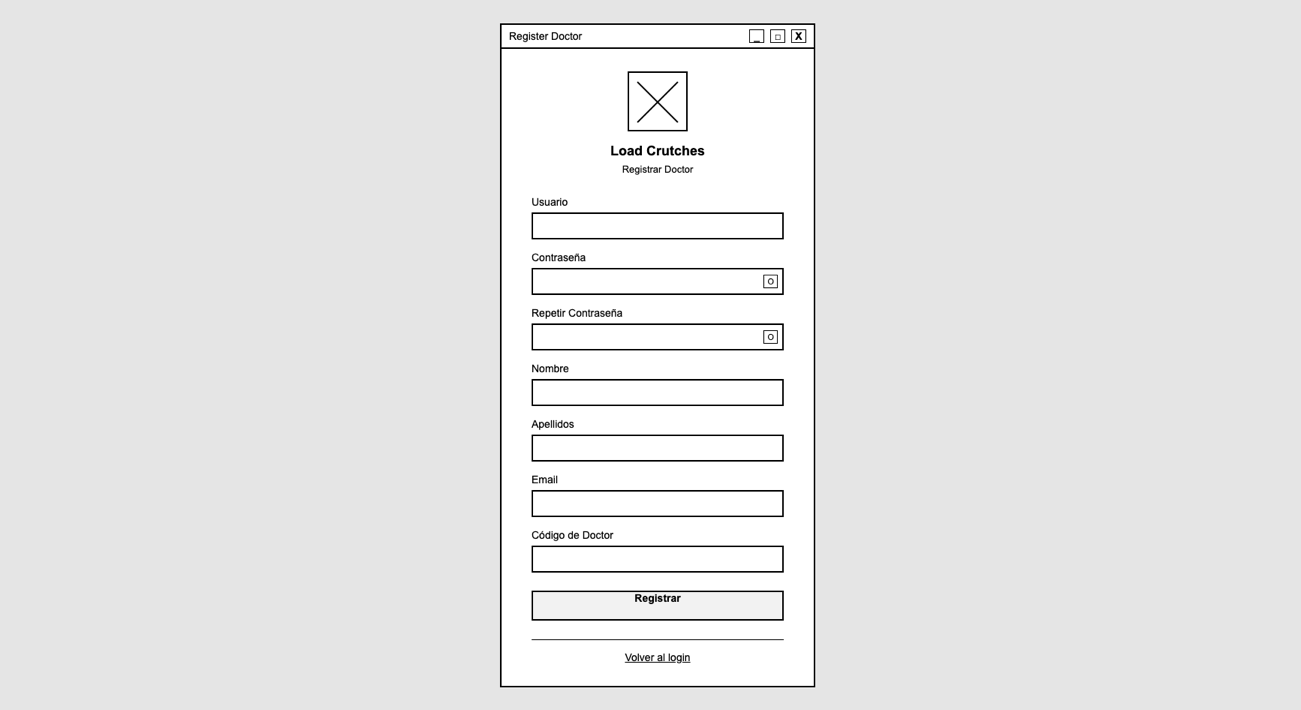 Register Doctor
_ □ X
Load Crutches
Registrar Doctor
Usuario
Contraseña
O
Repetir Contraseña
O
Nombre
Apellidos
Email
Código de Doctor
Registrar
Volver al login